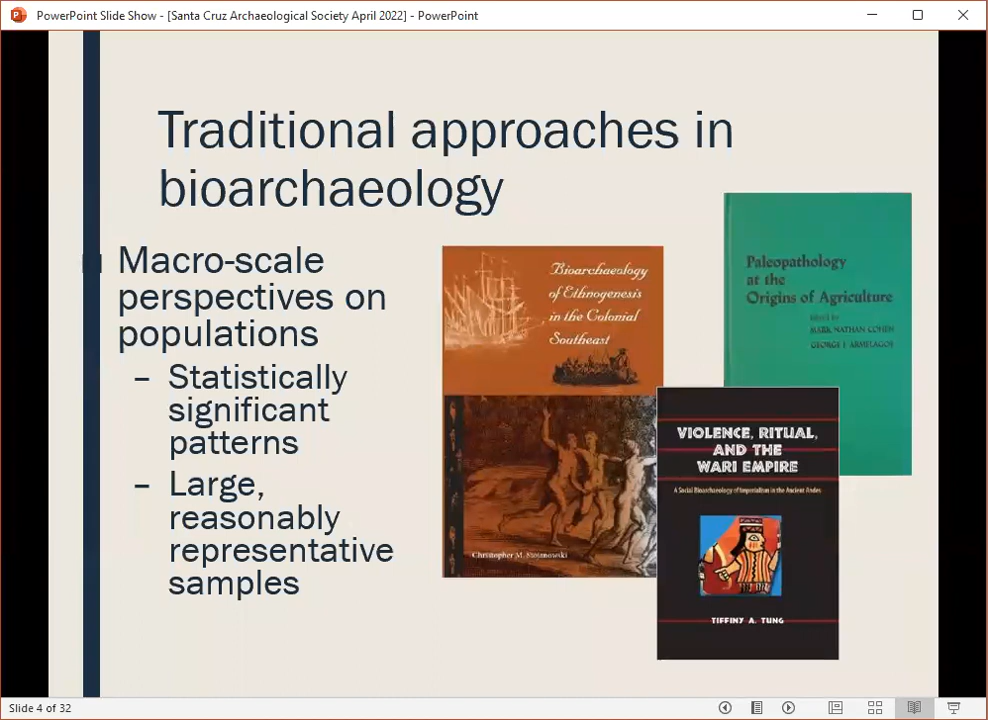 PowerPoint Slide Show - [Santa Cruz Archaeological Society April 2022] - PowerPoint
Traditional approaches in
bioarchaeology
Macro-scale
perspectives on
populations
– Statistically
significant
patterns
– Large,
reasonably
representative
samples
Bioarchaeology
of Ethnogenesis
in the Colonial
Southeast
Christopher M. Stojanowski
Paleopathology
at the
Origins of Agriculture
EDITED BY
MARK NATHAN COHEN
GEORGE J. ARMELAGOS
VIOLENCE, RITUAL,
AND THE
WARI EMPIRE
A Social Bioarchaeology of Imperialism in the Ancient Andes
TIFFINY A. TUNG
Slide 4 of 32